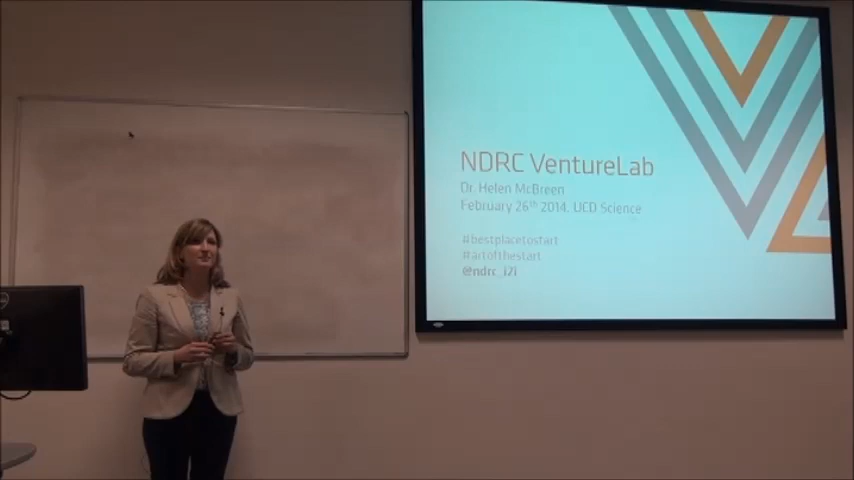 NDRC VentureLab
Dr. Helen McBreen
February 26th 2014, UCD Science
#bestplacetostart
#artofthestart
@ndrc_i2i